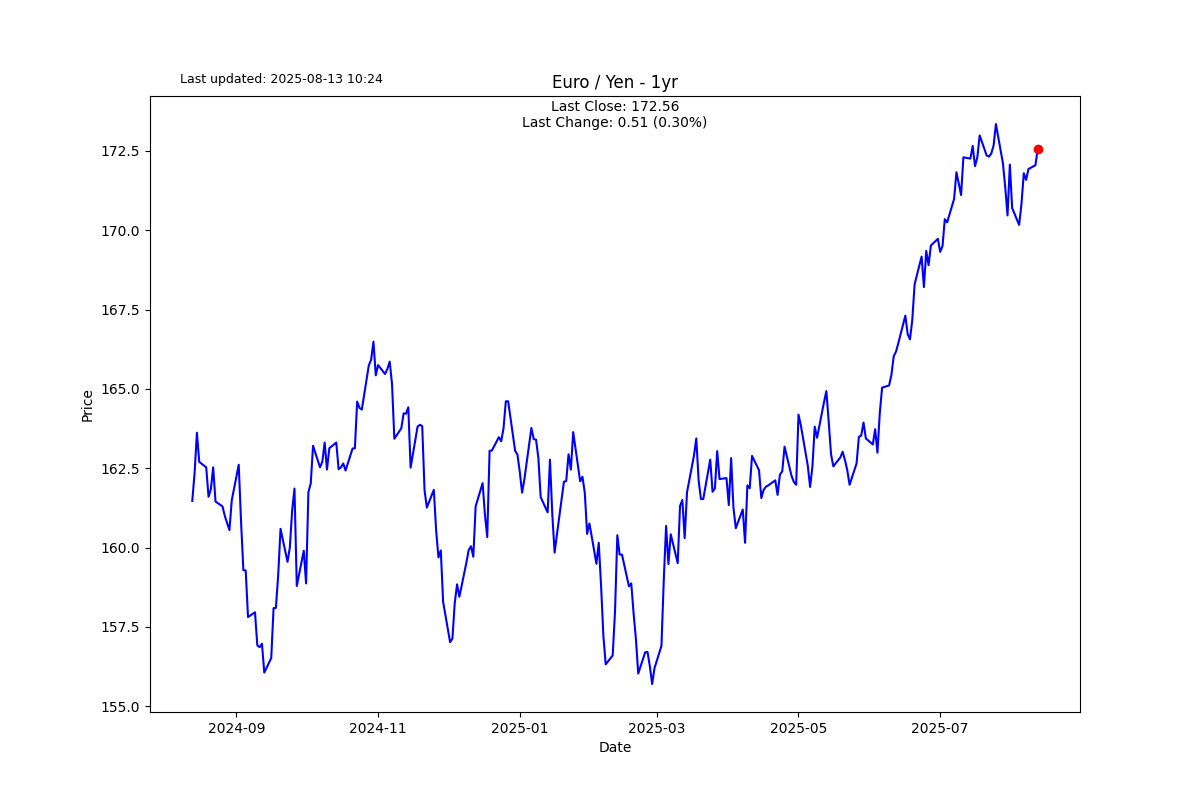 Last updated: 2025-08-13 10:24
Euro / Yen - 1yr
Last Close: 172.56
Last Change: 0.51 (0.30%)
172.5
170.0
167.5
165.0
162.5
160.0
157.5
155.0
Price
2024-09
2024-11
2025-01
2025-03
2025-05
2025-07
Date